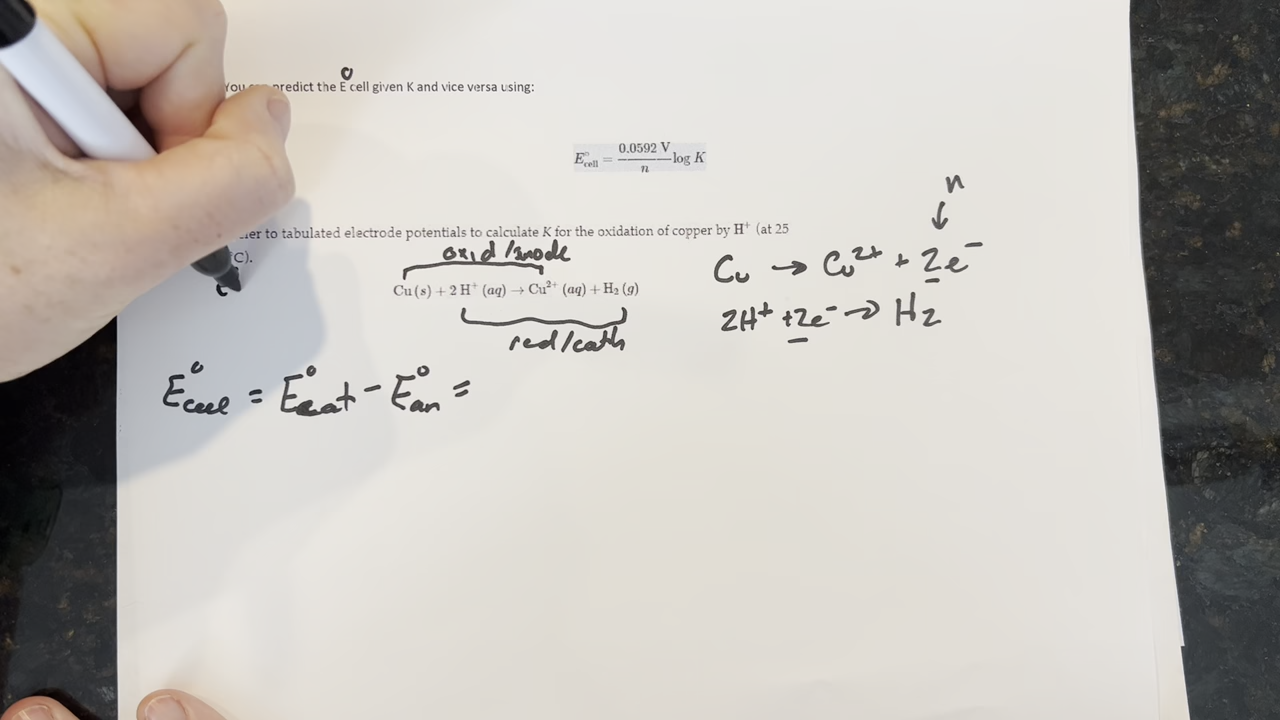 You predict the E° cell given K and vice versa using:
E°cell = 0.0592 V / n log K
n
↓
to tabulated electrode potentials to calculate K for the oxidation of copper by H⁺ (at 25
C).
oxid/anode
Cu → Cu²⁺ + 2e⁻
Cu (s) + 2 H⁺ (aq) → Cu²⁺ (aq) + H₂ (g)
2H⁺ + 2e⁻ → H₂
red/cath
E°cell = E°cat - E°an =